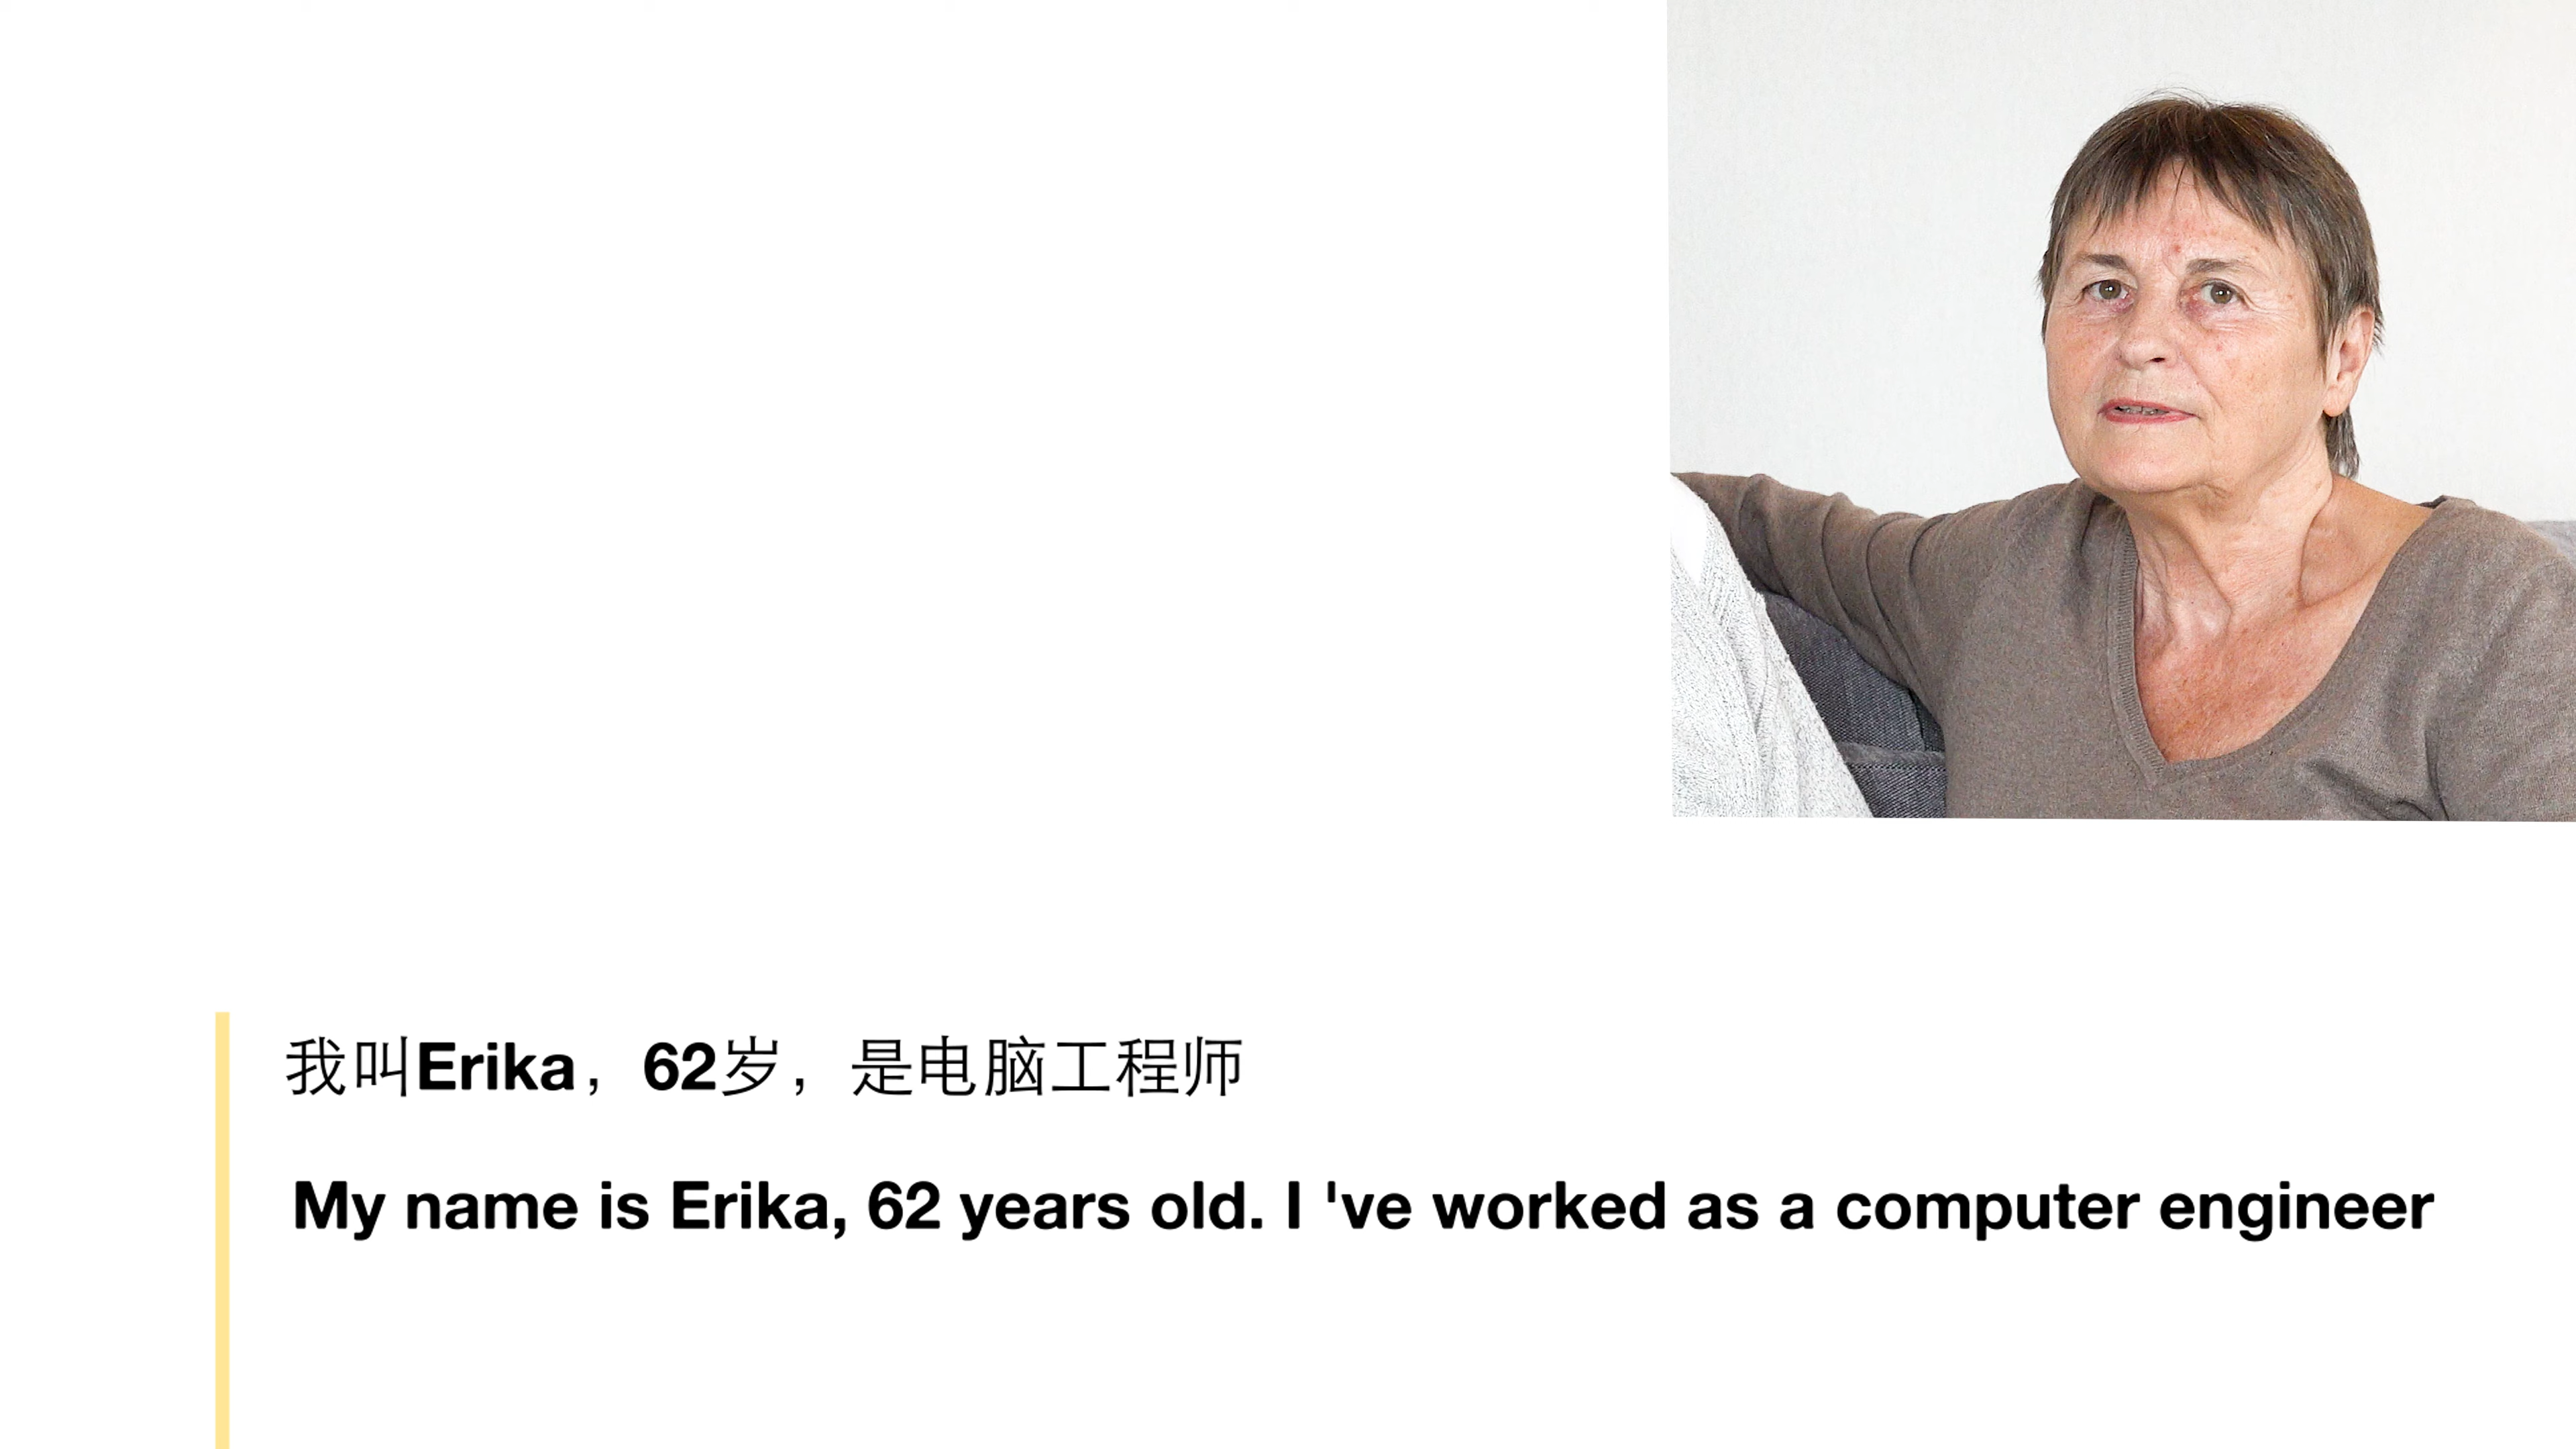 我叫Erika，62岁，是电脑工程师
My name is Erika, 62 years old. I 've worked as a computer engineer